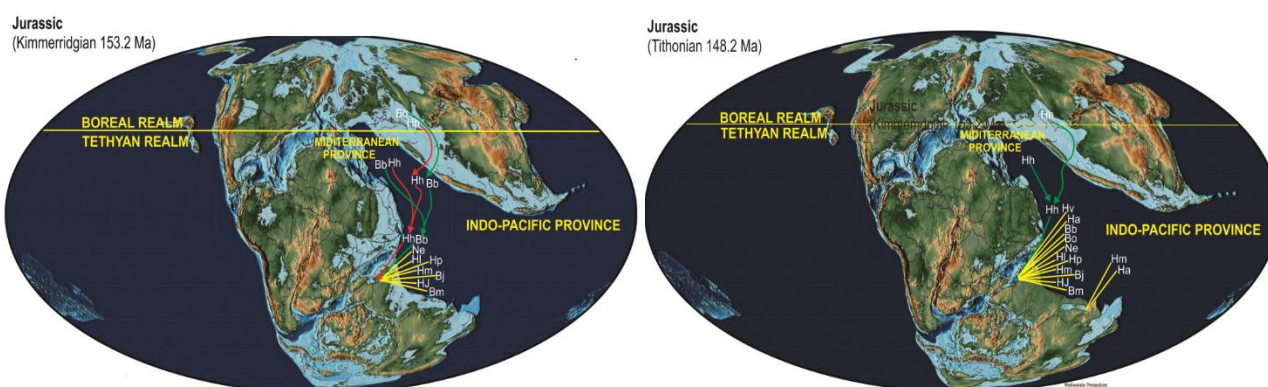 Jurassic
(Kimmerridgian 153.2 Ma)
BOREAL REALM
TETHYAN REALM
MIDITERRANEAN
PROVINCE
Bb
Hh
Bb Hh
Hh
Bb
INDO-PACIFIC PROVINCE
Hh Bb
Ne
Hl
Hp
Hm
Bj
HJ
Bm
Jurassic
(Tithonian 148.2 Ma)
Jurassic
BOREAL REALM
TETHYAN REALM
MIDITERRANEAN
PROVINCE
Hh
Hh
Hh Hv
Ha
Bb
Bo
Ne
Hl Hp
Hm
Bj
HJ
Bm
INDO-PACIFIC PROVINCE
Hm
Ha